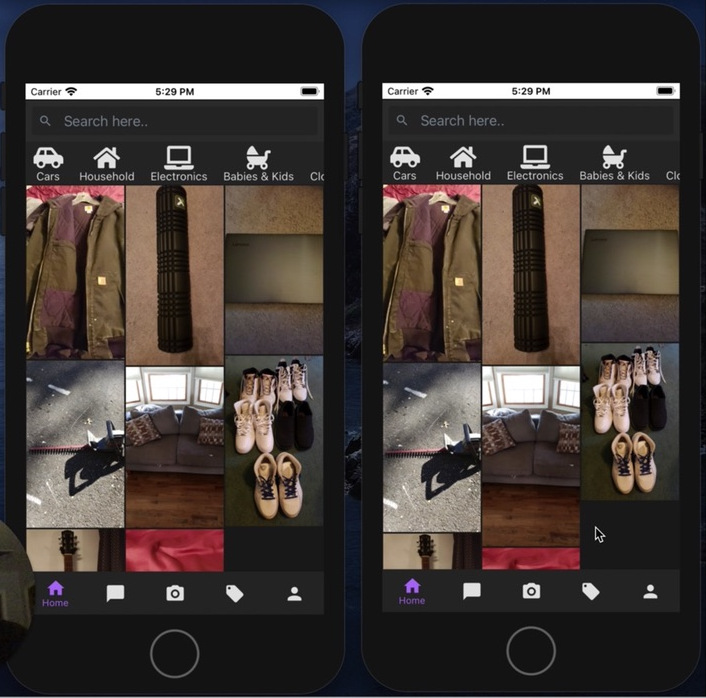 Carrier 5:29 PM
Search here..
Cars Household Electronics Babies & Kids Clo
Home
Carrier 5:29 PM
Search here..
Cars Household Electronics Babies & Kids Clo
Home